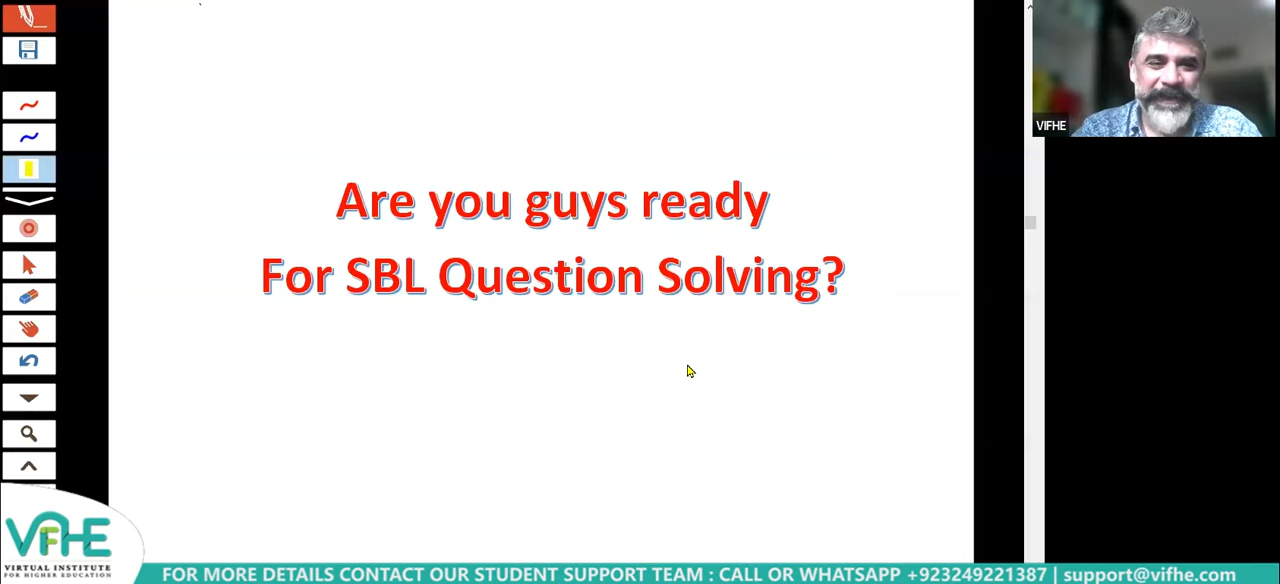 VIFHE
Are you guys ready
For SBL Question Solving?
VIFHE
VIRTUAL INSTITUTE
FOR HIGHER EDUCATION
FOR MORE DETAILS CONTACT OUR STUDENT SUPPORT TEAM : CALL OR WHATSAPP +923249221387 | support@vifhe.com